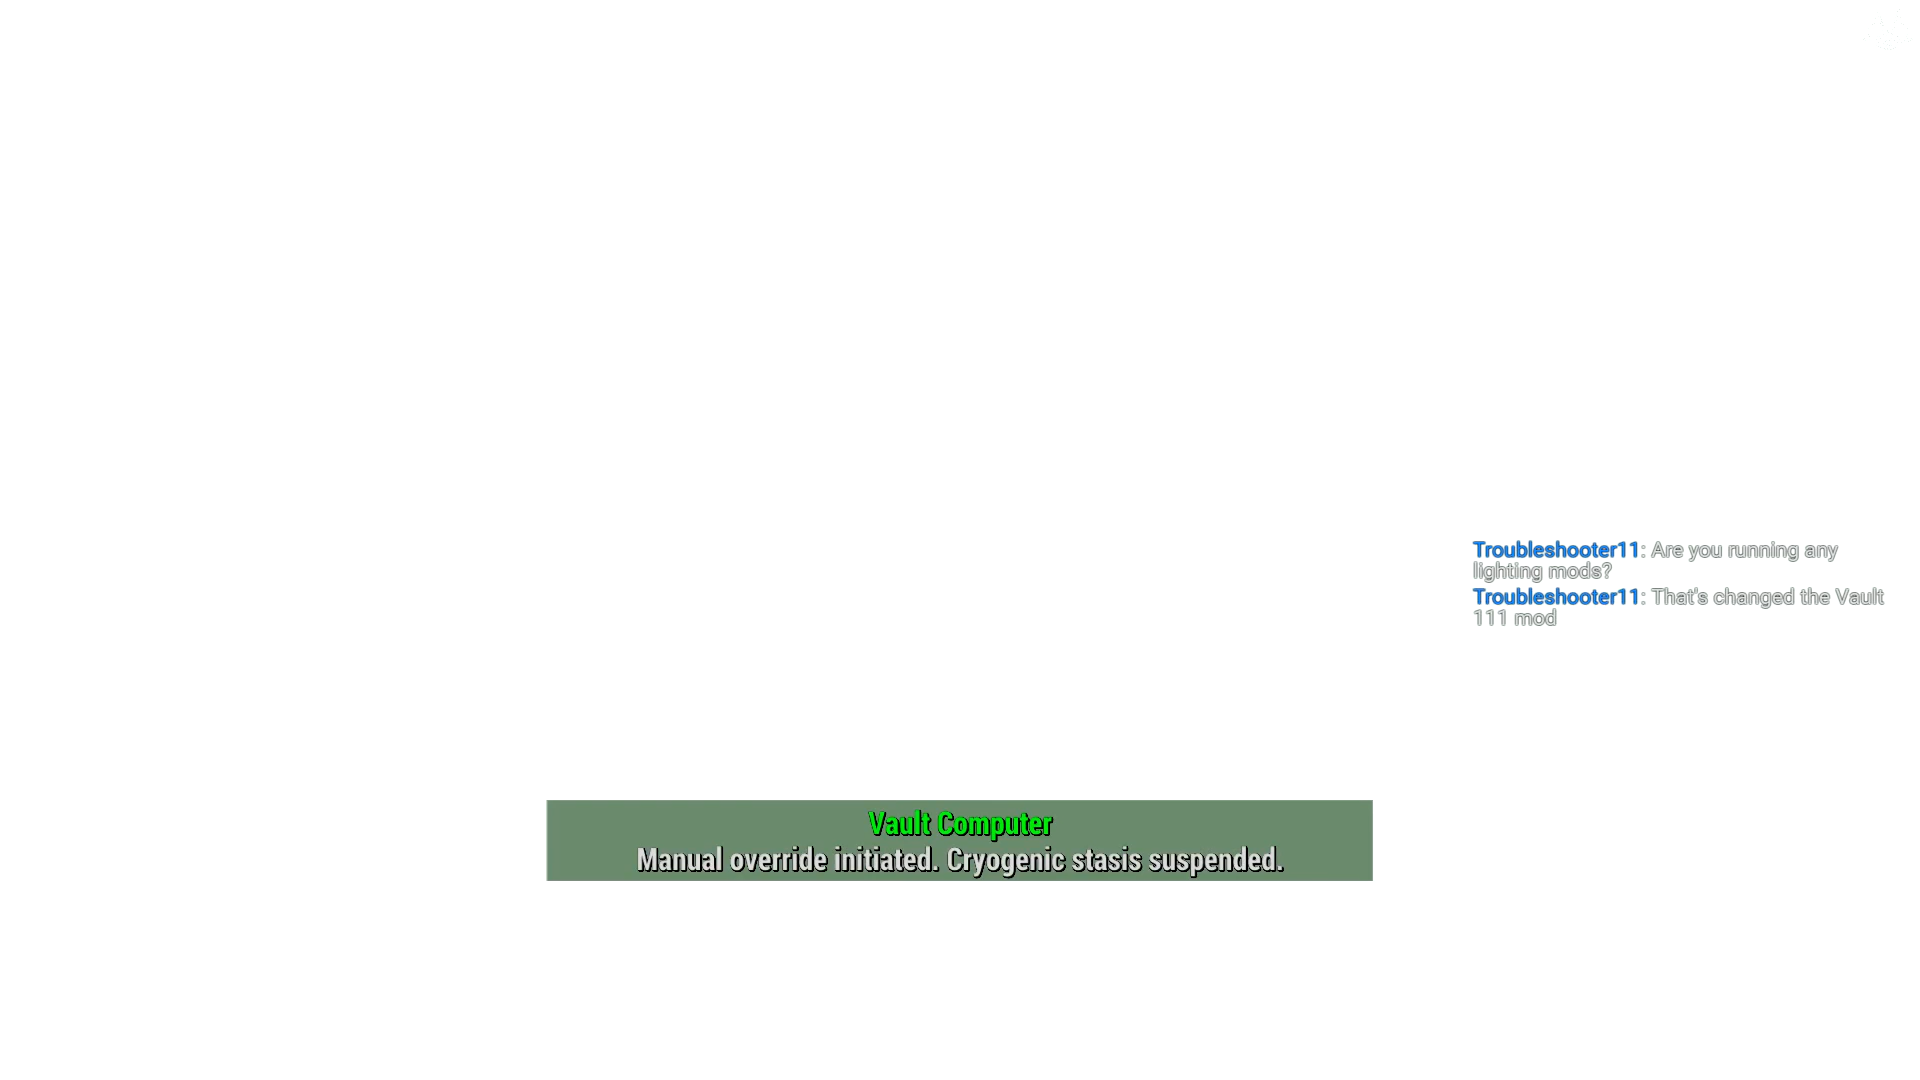 Troubleshooter11: Are you running any
lighting mods?
Troubleshooter11: That's changed the Vault
111 mod
Vault Computer
Manual override initiated. Cryogenic stasis suspended.